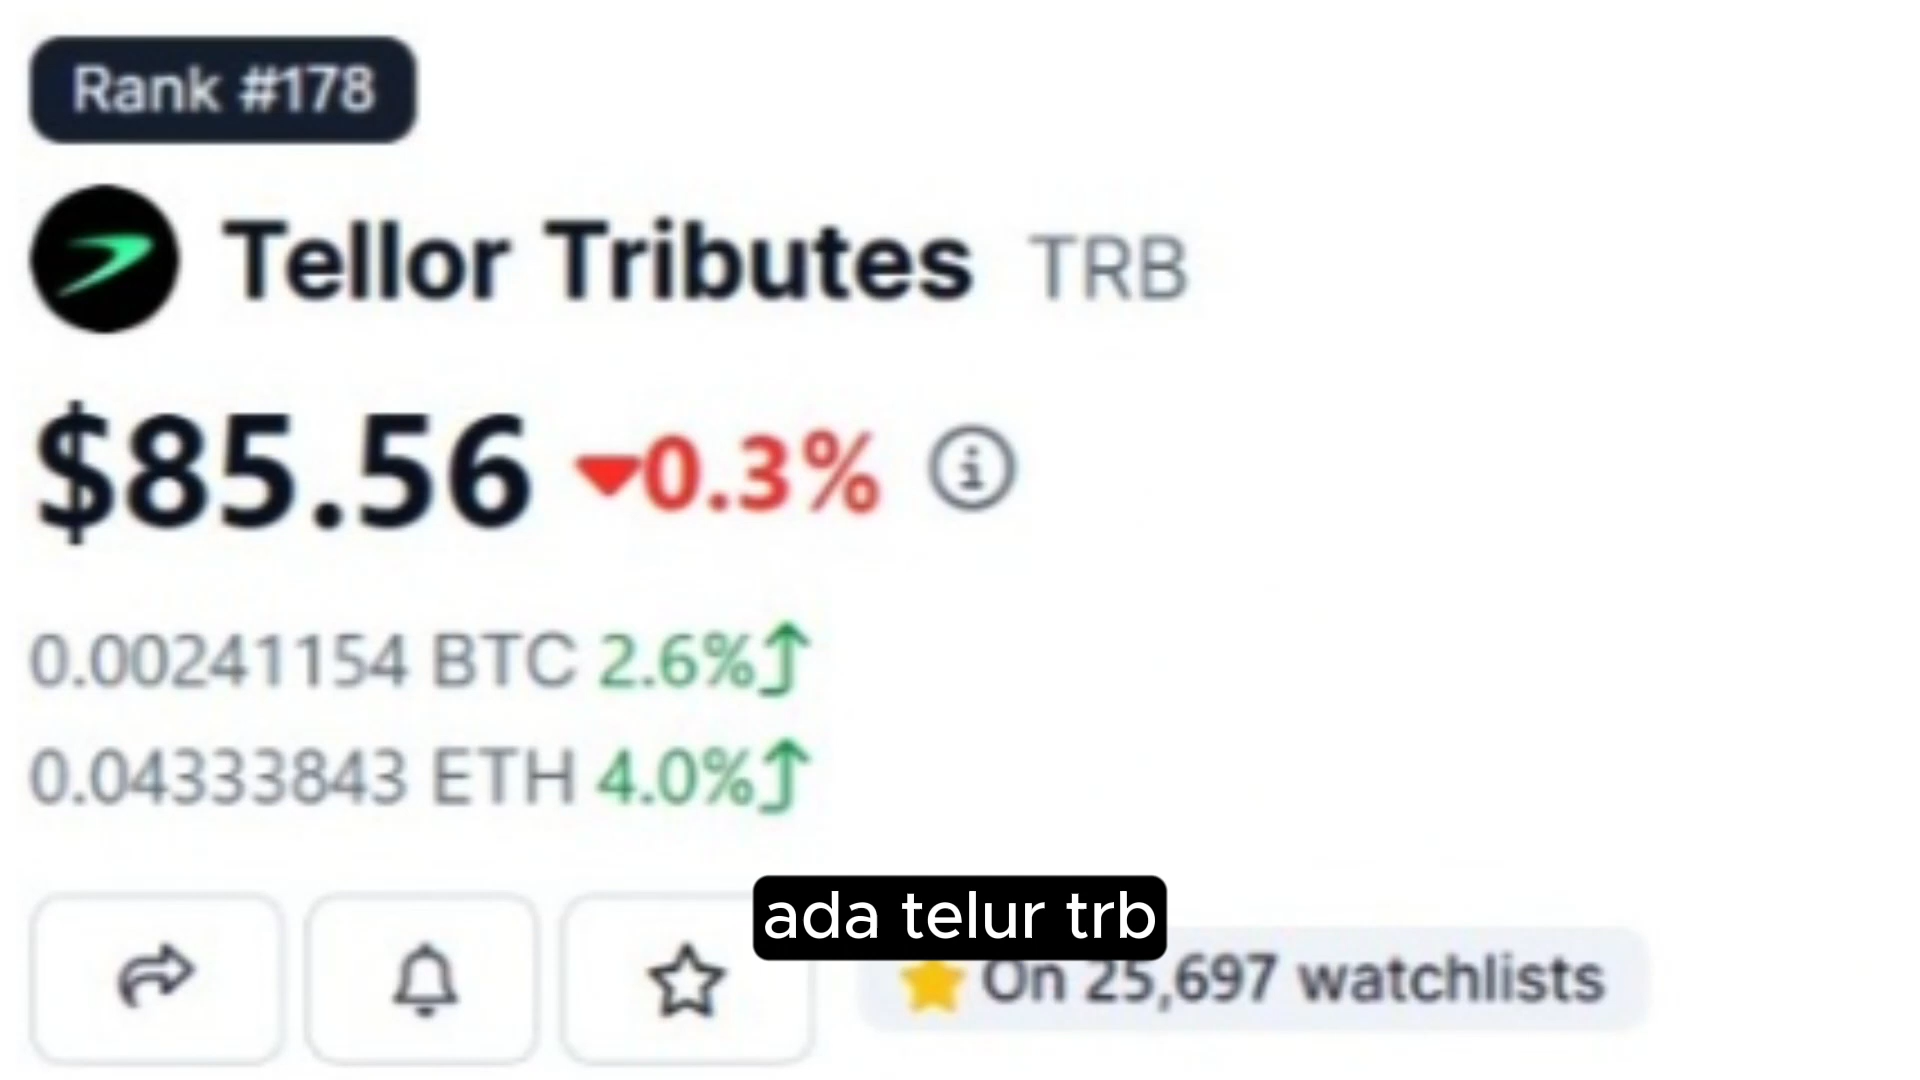 Rank #178
Tellor Tributes TRB
$85.56 0.3%
0.00241154 BTC 2.6%
0.04333843 ETH 4.0%
ada telur trb
On 25,697 watchlists